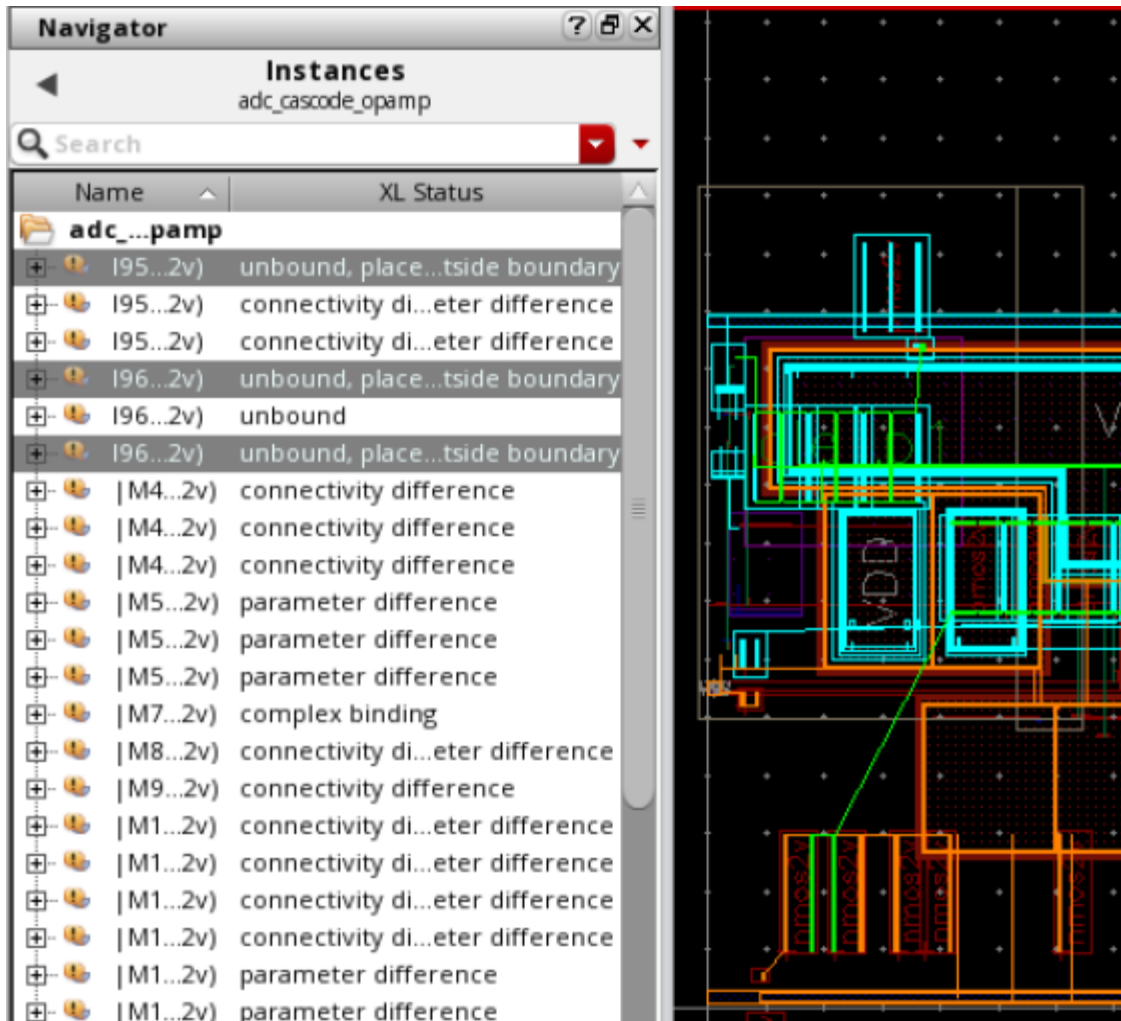 Navigator ?
Instances
adc_cascode_opamp
Search
Name XL Status
adc_...pamp
I95...2v) unbound, place...tside boundary
I95...2v) connectivity di...eter difference
I95...2v) connectivity di...eter difference
I96...2v) unbound, place...tside boundary
I96...2v) unbound
I96...2v) unbound, place...tside boundary
|M4...2v) connectivity difference
|M4...2v) connectivity difference
|M4...2v) connectivity difference
|M5...2v) parameter difference
|M5...2v) parameter difference
|M5...2v) parameter difference
|M7...2v) complex binding
|M8...2v) connectivity di...eter difference
|M9...2v) connectivity difference
|M1...2v) connectivity di...eter difference
|M1...2v) connectivity di...eter difference
|M1...2v) connectivity di...eter difference
|M1...2v) connectivity di...eter difference
|M1...2v) parameter difference
|M1...2v) parameter difference
V
VDD
nmos2v
nmos2v
nmos2v
nmos2v
nmos2v